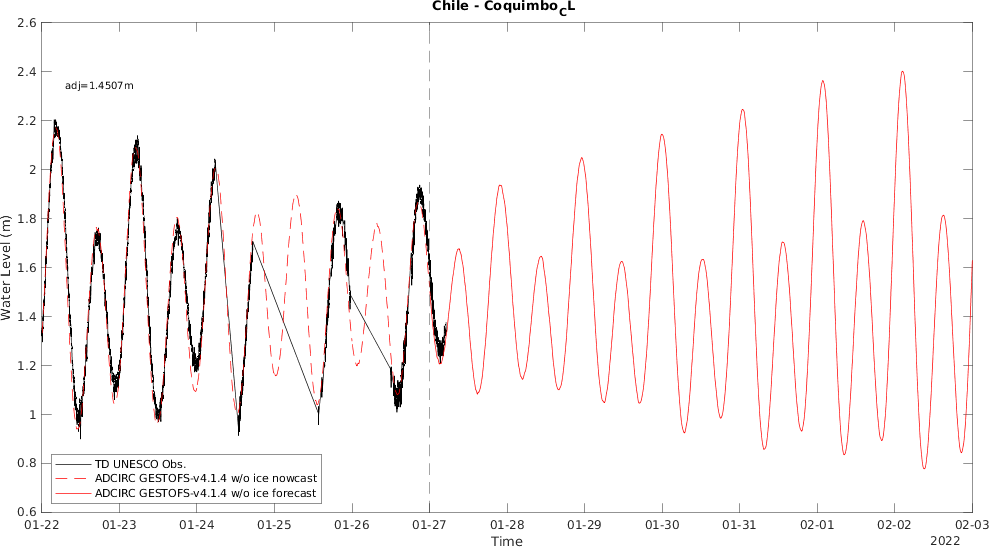 Chile - Coquimbo_CL
2.6
2.4
2.2
2
1.8
1.6
1.4
1.2
1
0.8
0.6
Water Level (m)
adj=1.4507m
TD UNESCO Obs.
ADCIRC GESTOFS-v4.1.4 w/o ice nowcast
ADCIRC GESTOFS-v4.1.4 w/o ice forecast
01-22 01-23 01-24 01-25 01-26 01-27 01-28 01-29 01-30 01-31 02-01 02-02 02-03
Time
2022